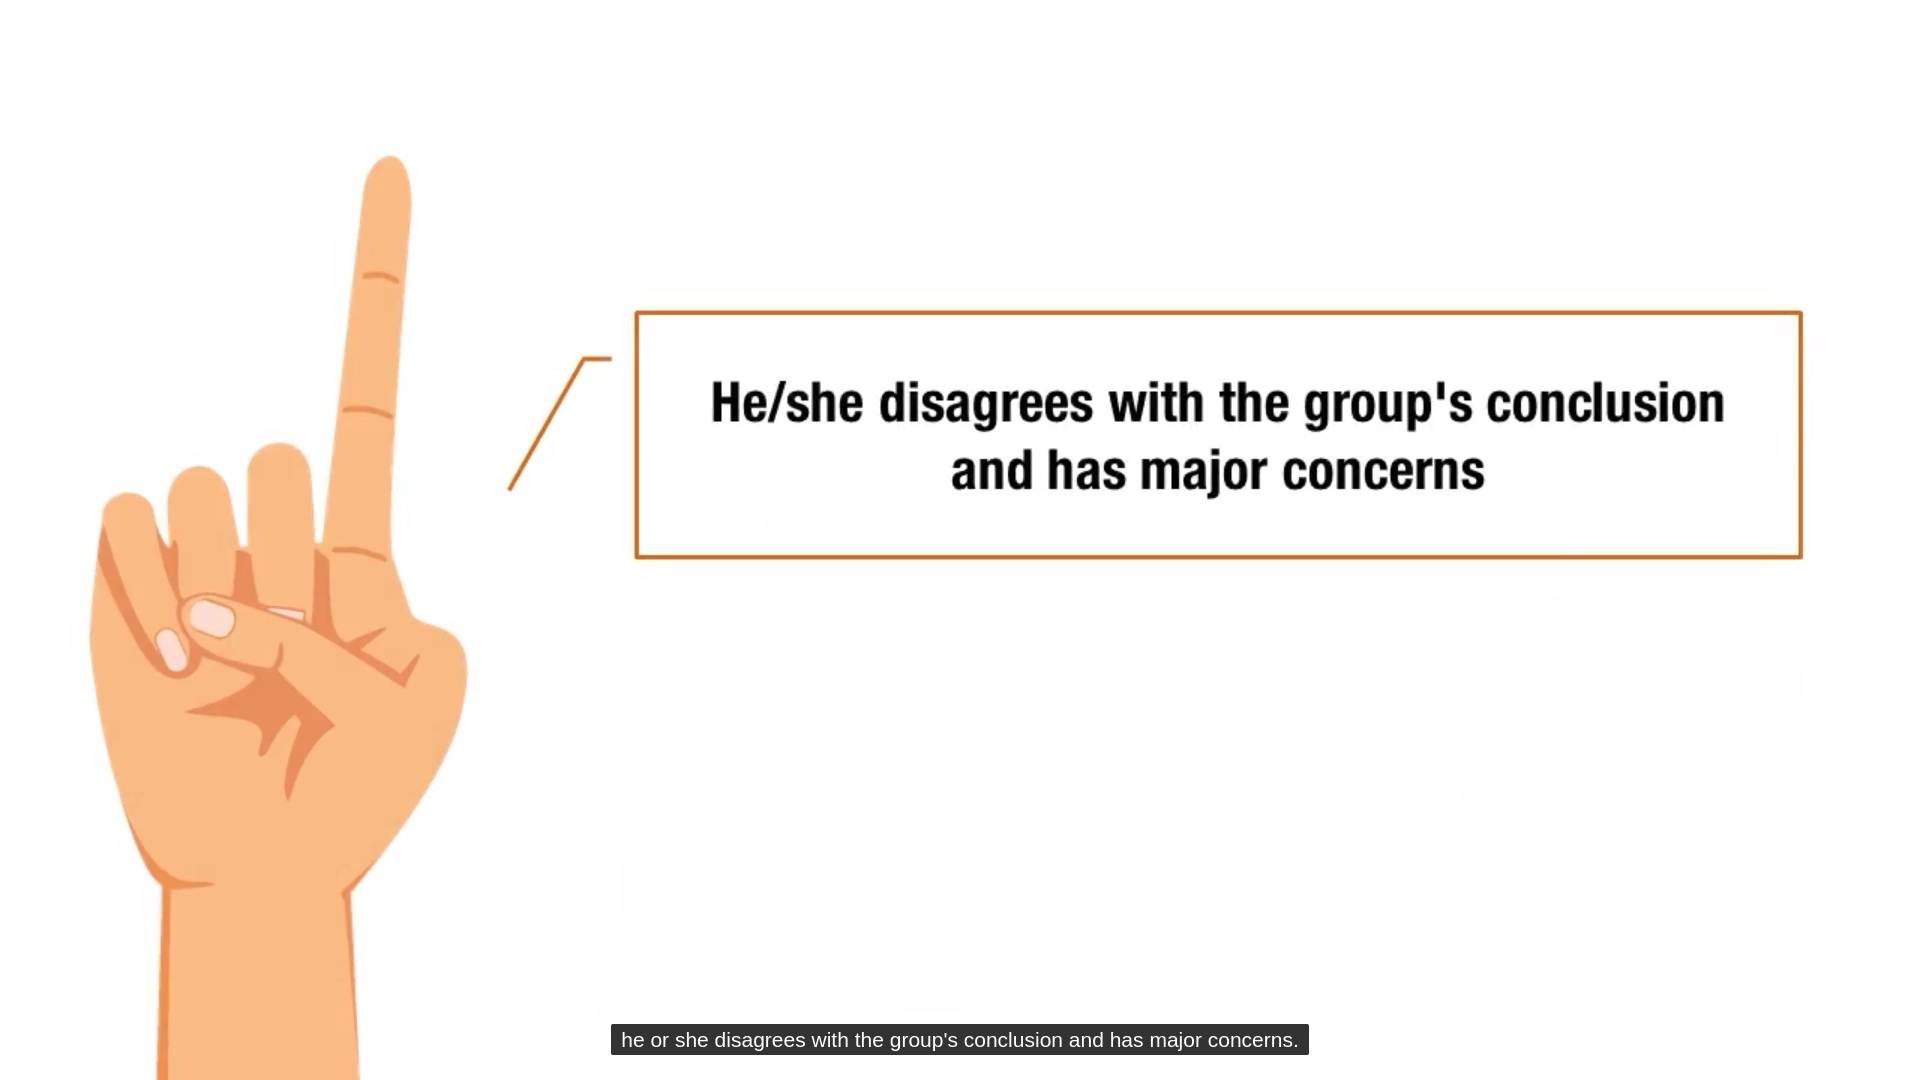 He/she disagrees with the group's conclusion
and has major concerns
he or she disagrees with the group's conclusion and has major concerns.